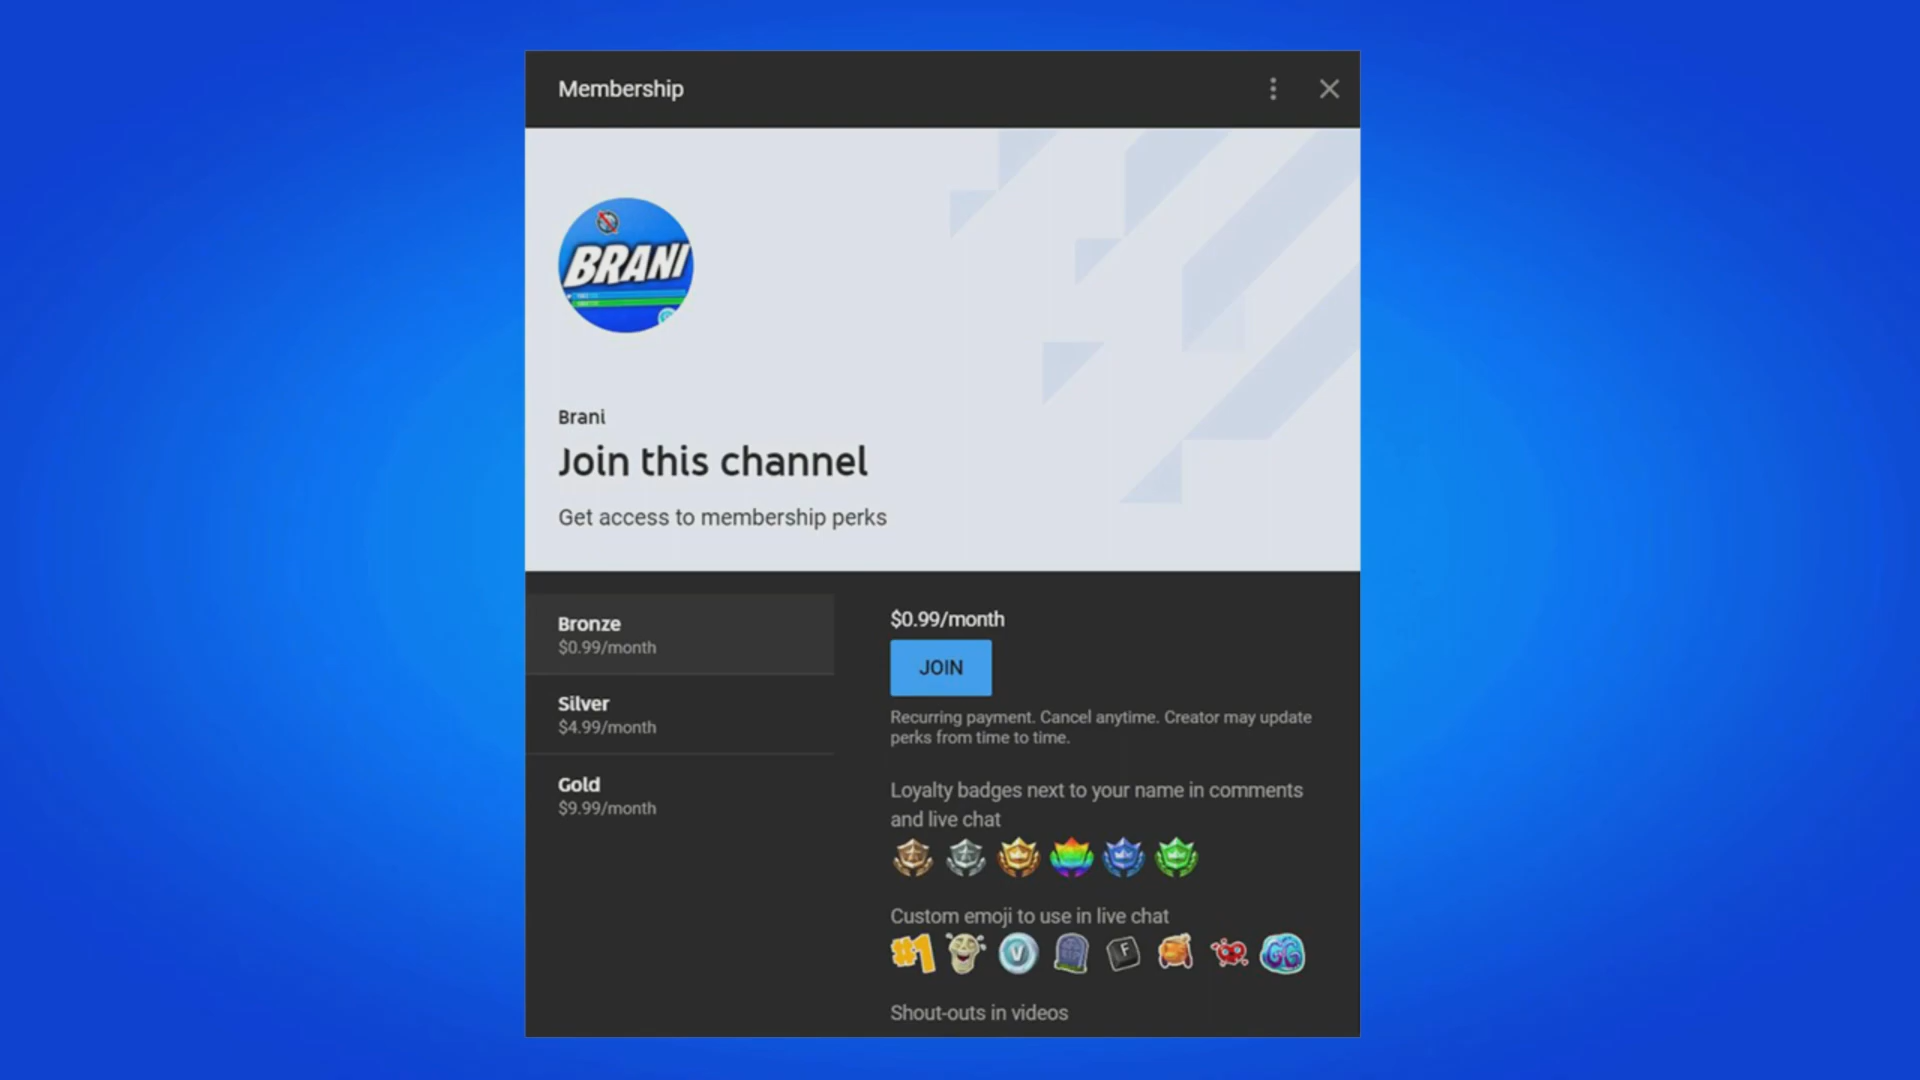 Membership
BRANI
Brani
Join this channel
Get access to membership perks
Bronze
$0.99/month
Silver
$4.99/month
Gold
$9.99/month
$0.99/month
JOIN
Recurring payment. Cancel anytime. Creator may update
perks from time to time.
Loyalty badges next to your name in comments
and live chat
Custom emoji to use in live chat
#1
V
RIP
F
GG
Shout-outs in videos